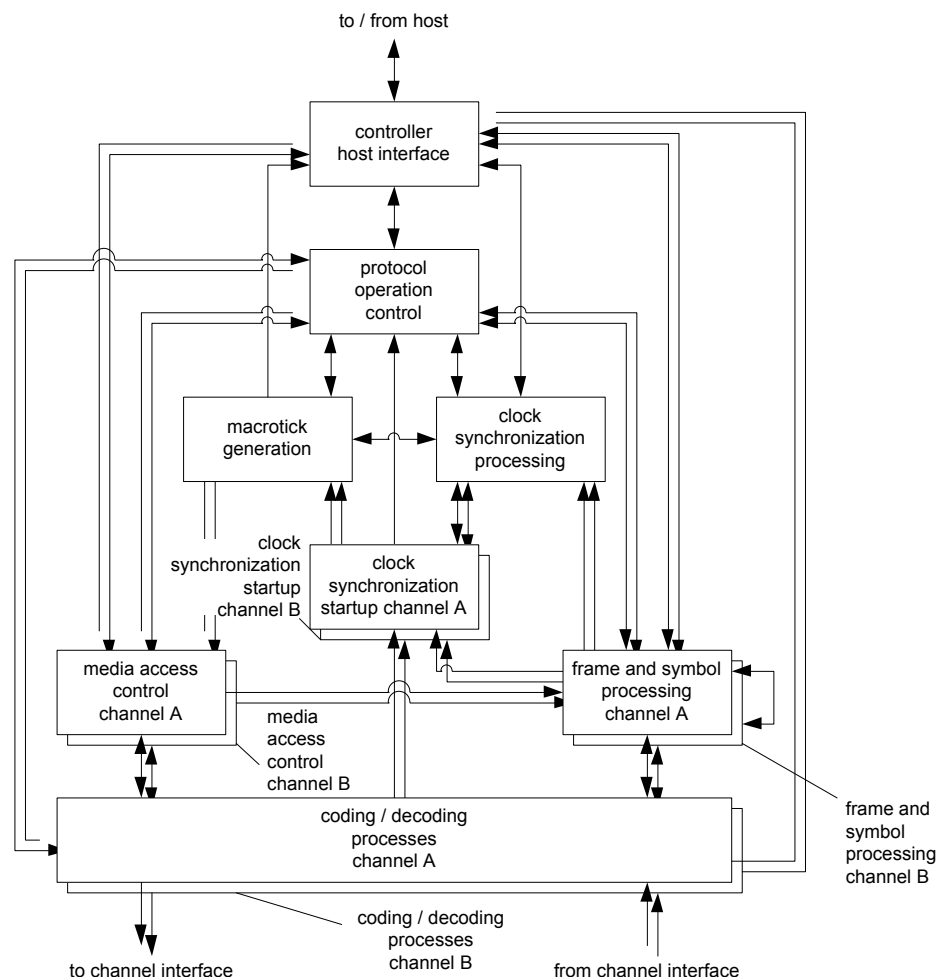 to / from host
controller
host interface
protocol
operation
control
macrotick
generation
clock
synchronization
processing
clock
synchronization
startup
channel B
clock
synchronization
startup channel A
media access
control
channel A
frame and symbol
processing
channel A
media
access
control
channel B
coding / decoding
processes
channel A
frame and
symbol
processing
channel B
coding / decoding
processes
channel B
to channel interface
from channel interface